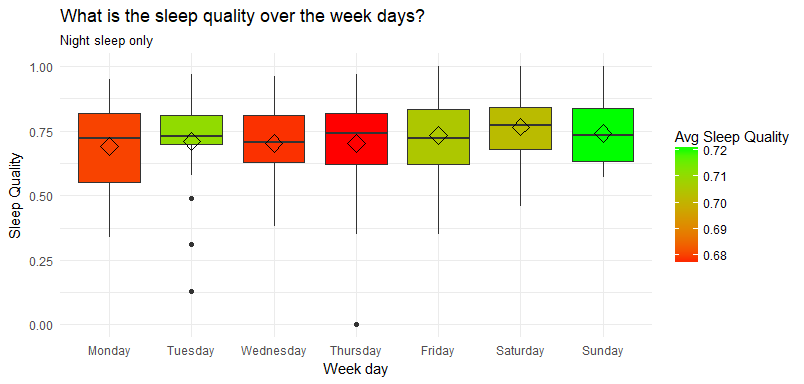 What is the sleep quality over the week days?
Night sleep only
1.00
0.75
0.50
0.25
0.00
Sleep Quality
Monday Tuesday Wednesday Thursday Friday Saturday Sunday
Week day
Avg Sleep Quality
0.72
0.71
0.70
0.69
0.68